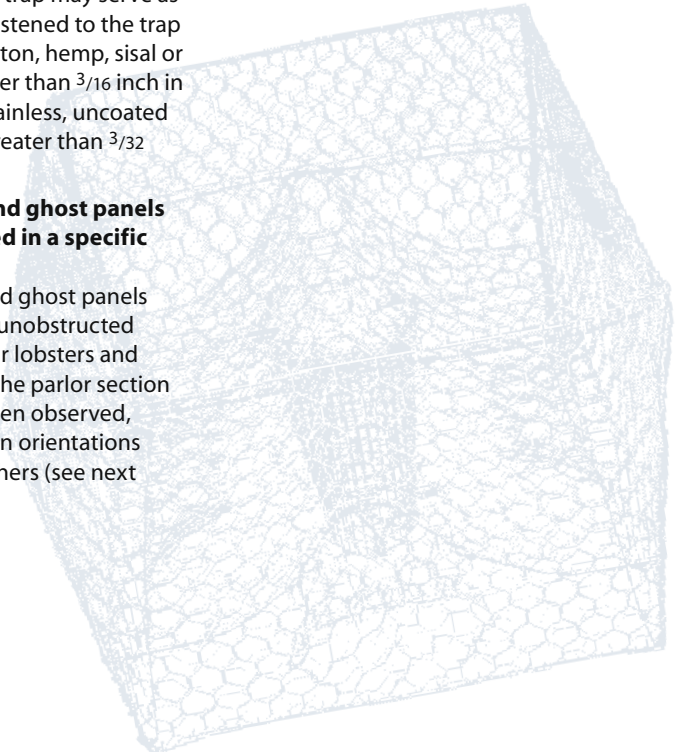 trap may serve as
stened to the trap
ton, hemp, sisal or
er than 3/16 inch in
ainless, uncoated
reater than 3/32
nd ghost panels
ed in a specific
d ghost panels
unobstructed
r lobsters and
he parlor section
en observed,
n orientations
hers (see next